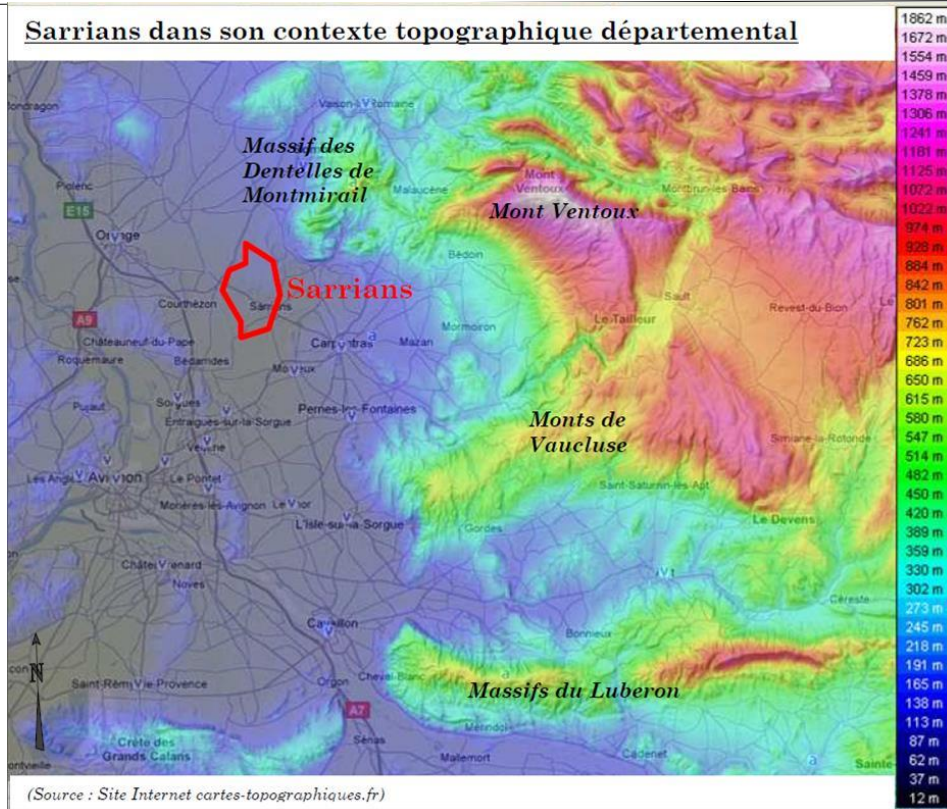 Sarrians dans son contexte topographique départemental
Vaison-la-Romaine
Massif des
Dentelles de
Montmirail
Piolenc
E15
Orange
Malaucène
Mont
Ventoux
Mont Ventoux
Montbrun-les-Bains
Bédoin
Sarrians
Courthézon
Sarrians
A9
Châteauneuf-du-Pape
Roquemaure
Bédarrides
Carpentras
Mazan
Mormoiron
Sault
Le Tailleur
Revest-du-Bion
Pujaut
Sorgues
Entraigues-sur-la-Sorgue
Pernes-les-Fontaines
Monts de
Vaucluse
Simiane-la-Rotonde
Les Angles
Avignon
Le Pontet
Morières-lès-Avignon
Le Thor
L'Isle-sur-la-Sorgue
Saint-Saturnin-lès-Apt
Le Devens
Gordes
Châteaurenard
Noves
Céreste
Cavaillon
Bonnieux
N
Saint-Rémy-de-Provence
Orgon
Cheval-Blanc
Massifs du Luberon
A7
Mérindol
Crête des
Grands Calans
Sénas
Mallemort
Cadenet
(Source : Site Internet cartes-topographiques.fr)
1862 m
1672 m
1554 m
1459 m
1378 m
1306 m
1241 m
1181 m
1125 m
1072 m
1022 m
974 m
928 m
884 m
842 m
801 m
762 m
723 m
686 m
650 m
615 m
580 m
547 m
514 m
482 m
450 m
420 m
389 m
359 m
330 m
302 m
273 m
245 m
218 m
191 m
165 m
138 m
113 m
87 m
62 m
37 m
12 m